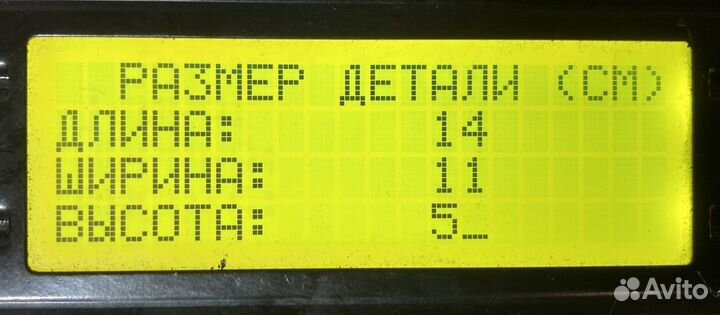 РАЗМЕР ДЕТАЛИ (СМ)
ДЛИНА: 14
ШИРИНА: 11
ВЫСОТА: 5_
Avito